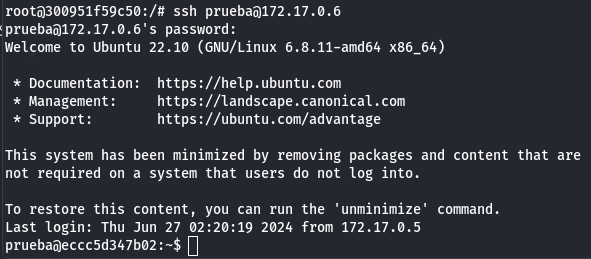 root@300951f59c50:/# ssh prueba@172.17.0.6
prueba@172.17.0.6's password:
Welcome to Ubuntu 22.10 (GNU/Linux 6.8.11-amd64 x86_64)
* Documentation:  https://help.ubuntu.com
* Management:     https://landscape.canonical.com
* Support:        https://ubuntu.com/advantage
This system has been minimized by removing packages and content that are
not required on a system that users do not log into.
To restore this content, you can run the 'unminimize' command.
Last login: Thu Jun 27 02:20:19 2024 from 172.17.0.5
prueba@eccc5d347b02:~$